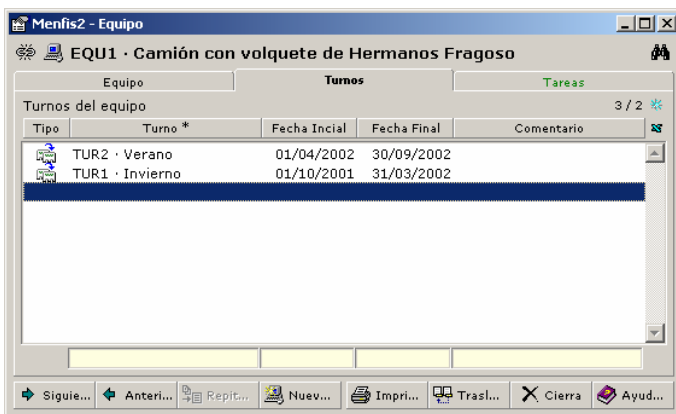 Menfis2 - Equipo
EQU1 · Camión con volquete de Hermanos Fragoso
Equipo Turnos Tareas
Turnos del equipo 3 / 2
Tipo Turno * Fecha Incial Fecha Final Comentario
TUR2 · Verano 01/04/2002 30/09/2002
TUR1 · Invierno 01/10/2001 31/03/2002
Siguie... Anteri... Repit... Nuev... Impri... Trasl... Cierra Ayud...